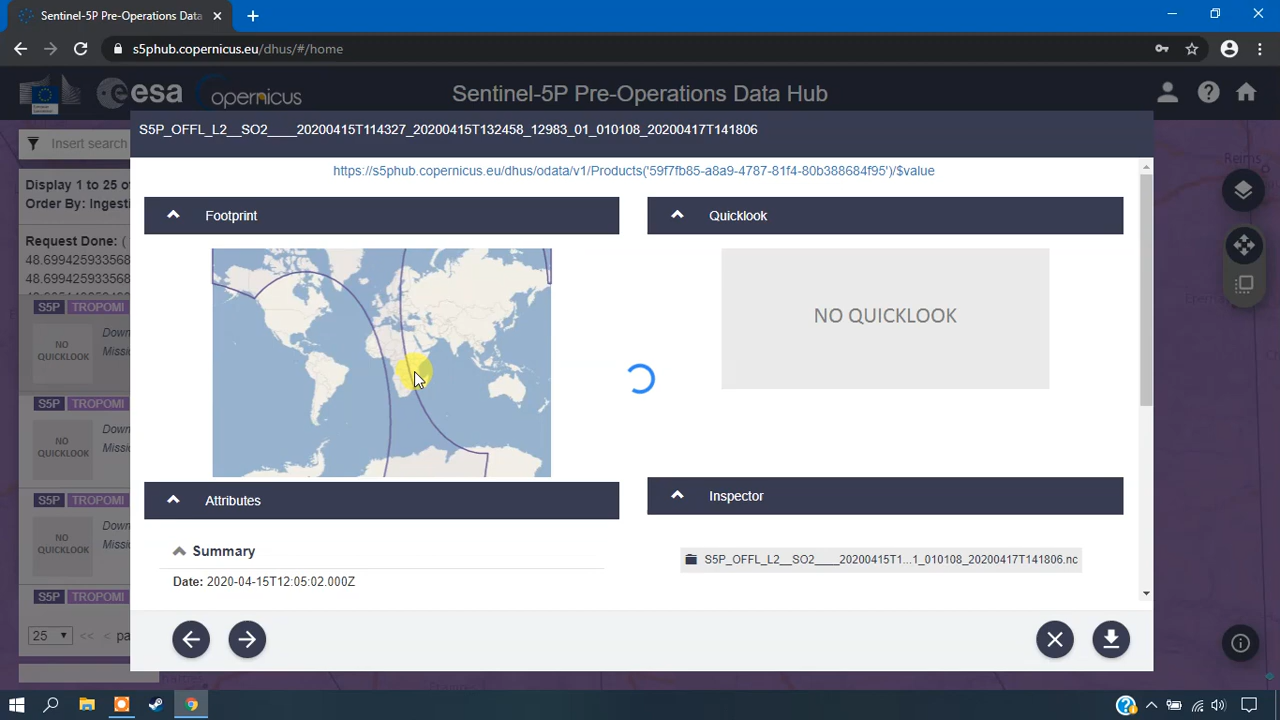 Sentinel-5P Pre-Operations Data
s5phub.copernicus.eu/dhus/#/home
esa
opernicus
Sentinel-5P Pre-Operations Data Hub
S5P_OFFL_L2__SO2____20200415T114327_20200415T132458_12983_01_010108_20200417T141806
Insert search
https://s5phub.copernicus.eu/dhus/odata/v1/Products('59f7fb85-a8a9-4787-81f4-80b388684f95')/$value
Reims
Display 1 to 25 of
Order By: Ingesti
Footprint
Quicklook
Request Done: (
48.699425933568
48.699425933568
S5P TROPOMI
NO QUICKLOOK
Down
Missi
NO QUICKLOOK
S5P TROPOMI
NO QUICKLOOK
Down
Missi
S5P TROPOMI
NO QUICKLOOK
Down
Missi
S5P TROPOMI
25 << < pa
Attributes
Inspector
Summary
S5P_OFFL_L2__SO2____20200415T1...1_010108_20200417T141806.nc
Date: 2020-04-15T12:05:02.000Z